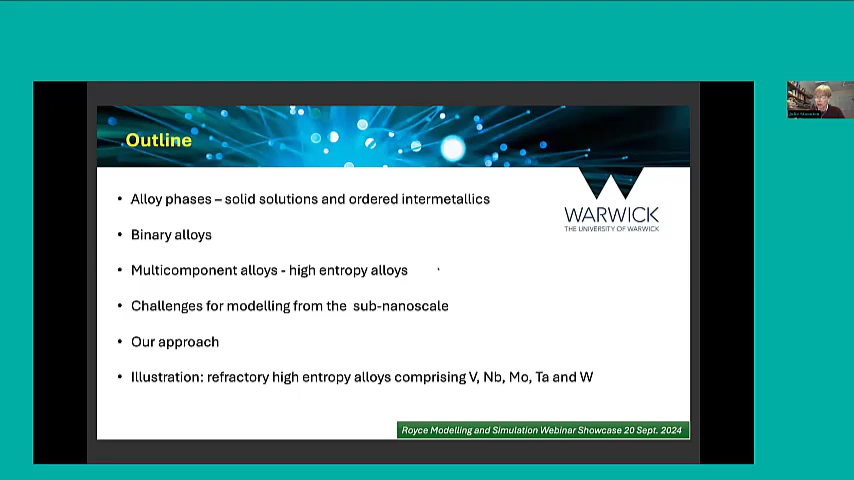 Outline
• Alloy phases – solid solutions and ordered intermetallics
• Binary alloys
• Multicomponent alloys - high entropy alloys
• Challenges for modelling from the sub-nanoscale
• Our approach
• Illustration: refractory high entropy alloys comprising V, Nb, Mo, Ta and W
WARWICK
THE UNIVERSITY OF WARWICK
Royce Modelling and Simulation Webinar Showcase 20 Sept. 2024